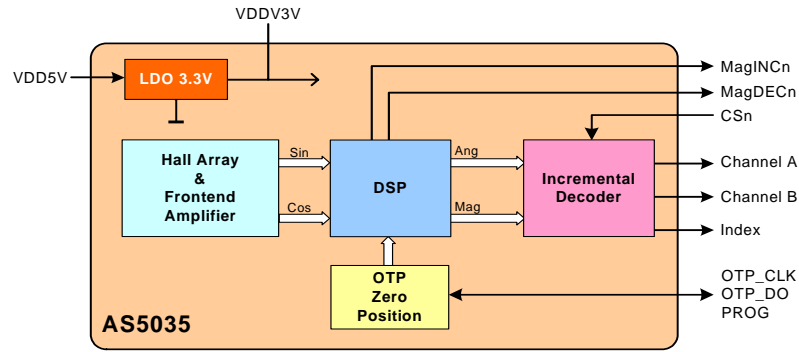 VDDV3V
VDD5V
LDO 3.3V
MagINCn
MagDECn
CSn
Hall Array
&
Frontend
Amplifier
Sin
Cos
DSP
Ang
Mag
Incremental
Decoder
Channel A
Channel B
Index
OTP
Zero
Position
OTP_CLK
OTP_DO
PROG
AS5035